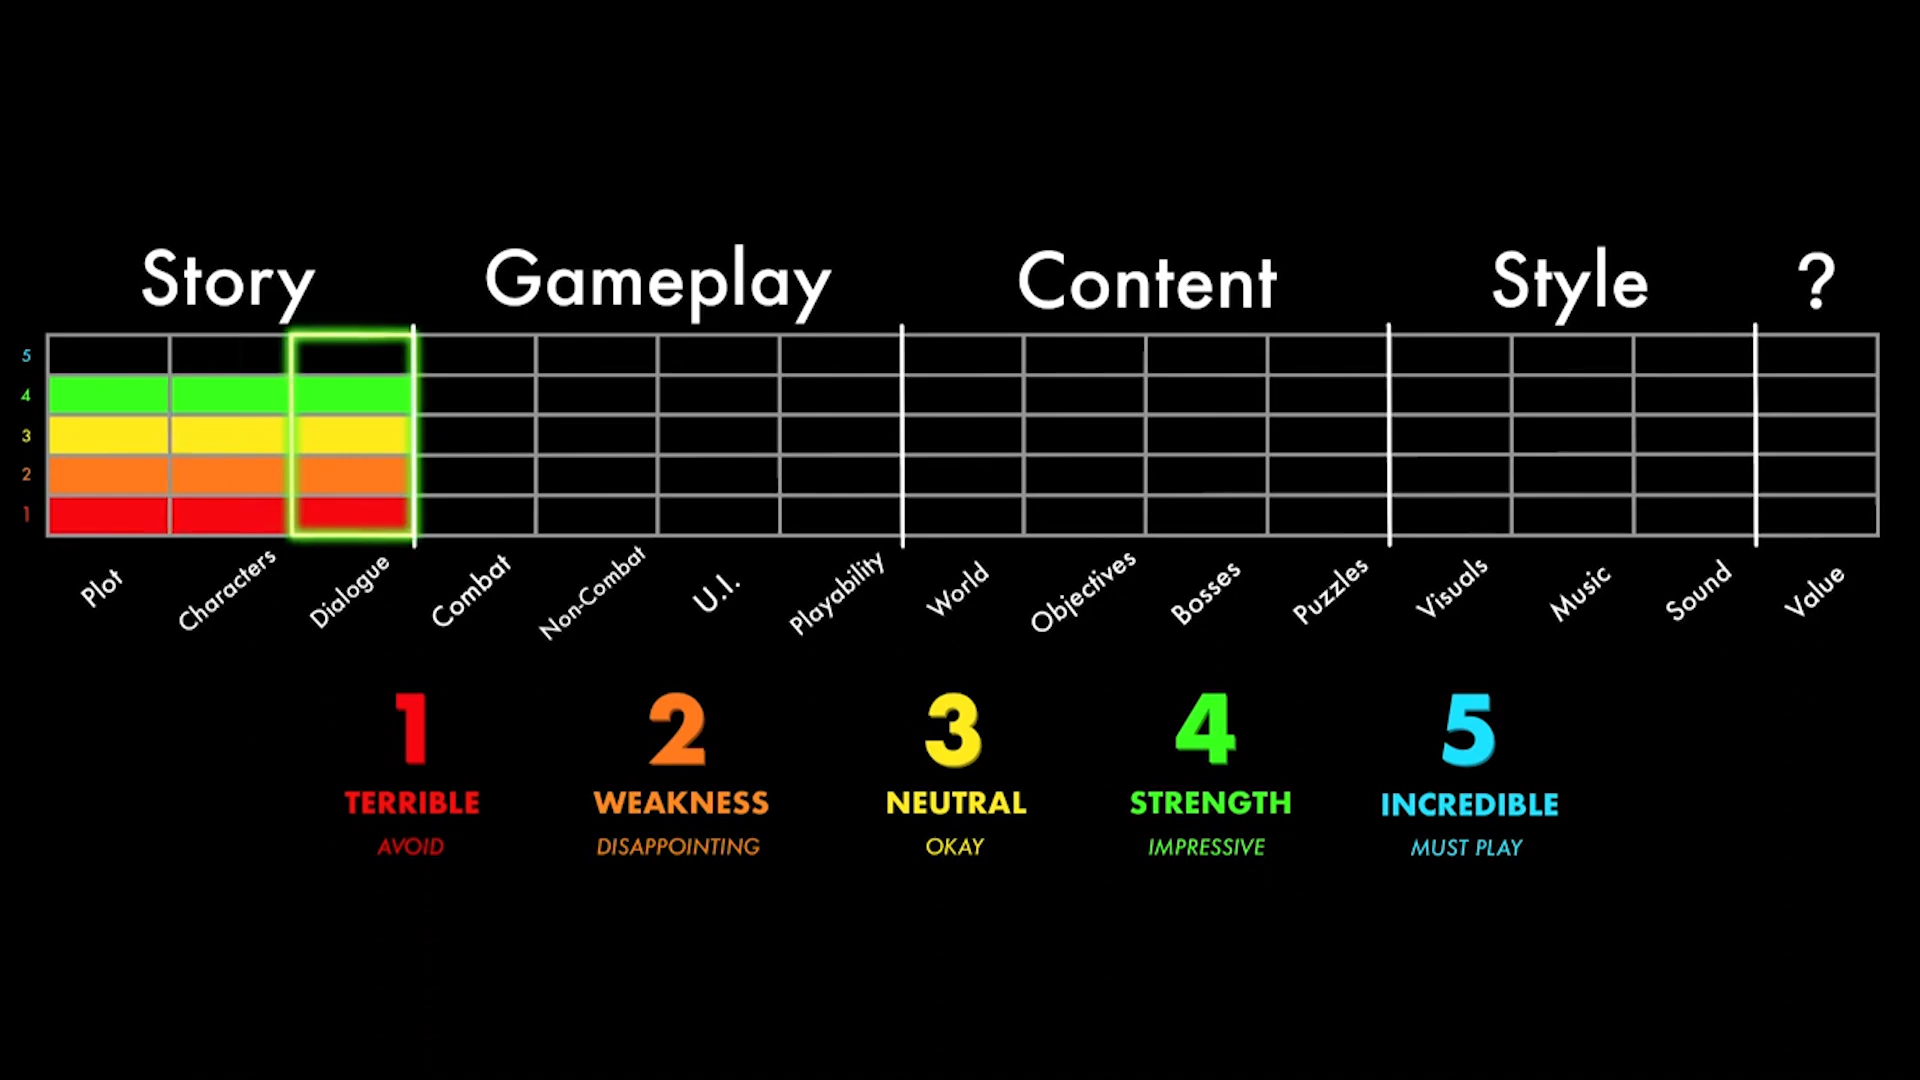 Story Gameplay Content Style ?
5
4
3
2
1
Plot Characters Dialogue Combat Non-Combat U.I. Playability World Objectives Bosses Puzzles Visuals Music Sound Value
1 2 3 4 5
TERRIBLE WEAKNESS NEUTRAL STRENGTH INCREDIBLE
AVOID DISAPPOINTING OKAY IMPRESSIVE MUST PLAY